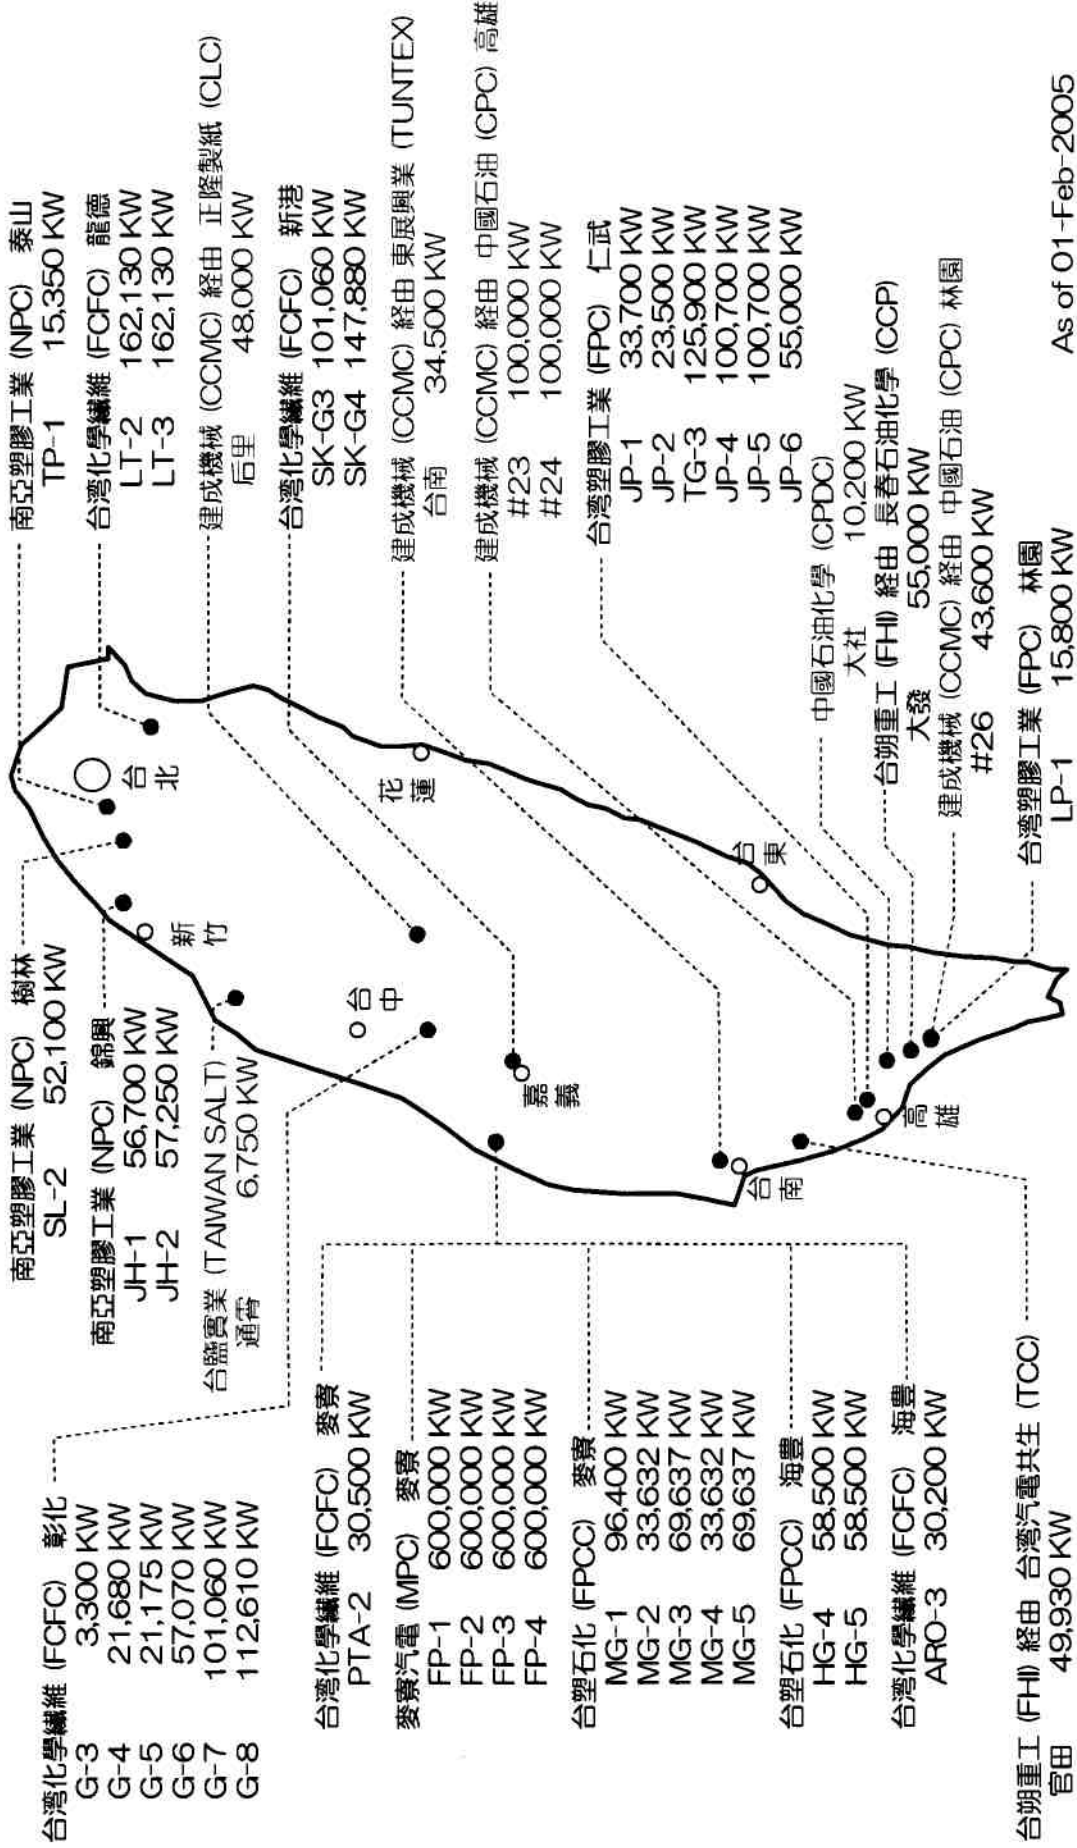 台湾化學繊維 (FCFC) 彰化
G-3 3,300 KW
G-4 21,680 KW
G-5 21,175 KW
G-6 57,070 KW
G-7 101,060 KW
G-8 112,610 KW
南亞塑膠工業 (NPC) 樹林
SL-2 52,100 KW
南亞塑膠工業 (NPC) 錦興
JH-1 56,700 KW
JH-2 57,250 KW
台鹽實業 (TAIWAN SALT)
通霄 6,750 KW
南亞塑膠工業 (NPC) 泰山
TP-1 15,350 KW
台湾化學繊維 (FCFC) 龍德
LT-2 162,130 KW
LT-3 162,130 KW
建成機械 (CCMC) 経由 正隆製紙 (CLC)
后里 48,000 KW
台湾化學繊維 (FCFC) 新港
SK-G3 101,060 KW
SK-G4 147,880 KW
建成機械 (CCMC) 経由 東展興業 (TUNTEX)
台南 34,500 KW
建成機械 (CCMC) 経由 中國石油 (CPC) 高雄
#23 100,000 KW
#24 100,000 KW
台湾塑膠工業 (FPC) 仁武
JP-1 33,700 KW
JP-2 23,500 KW
TG-3 125,900 KW
JP-4 100,700 KW
JP-5 100,700 KW
JP-6 55,000 KW
中國石油化學 (CPDC)
大社 10,200 KW
台朔重工 (FHI) 経由 長春石油化學 (CCP)
大發 55,000 KW
建成機械 (CCMC) 経由 中國石油 (CPC) 林園
#26 43,600 KW
台湾塑膠工業 (FPC) 林園
LP-1 15,800 KW
台北
新竹
台中
花蓮
嘉義
台南
台東
高雄
台湾化學繊維 (FCFC) 麥寮
PTA-2 30,500 KW
麥寮汽電 (MPC) 麥寮
FP-1 600,000 KW
FP-2 600,000 KW
FP-3 600,000 KW
FP-4 600,000 KW
台塑石化 (FPCC) 麥寮
MG-1 96,400 KW
MG-2 33,632 KW
MG-3 69,637 KW
MG-4 33,632 KW
MG-5 69,637 KW
台塑石化 (FPCC) 海豊
HG-4 58,500 KW
HG-5 58,500 KW
台湾化學繊維 (FCFC) 海豊
ARO-3 30,200 KW
台朔重工 (FHI) 経由 台湾汽電共生 (TCC)
官田 49,930 KW
As of 01-Feb-2005